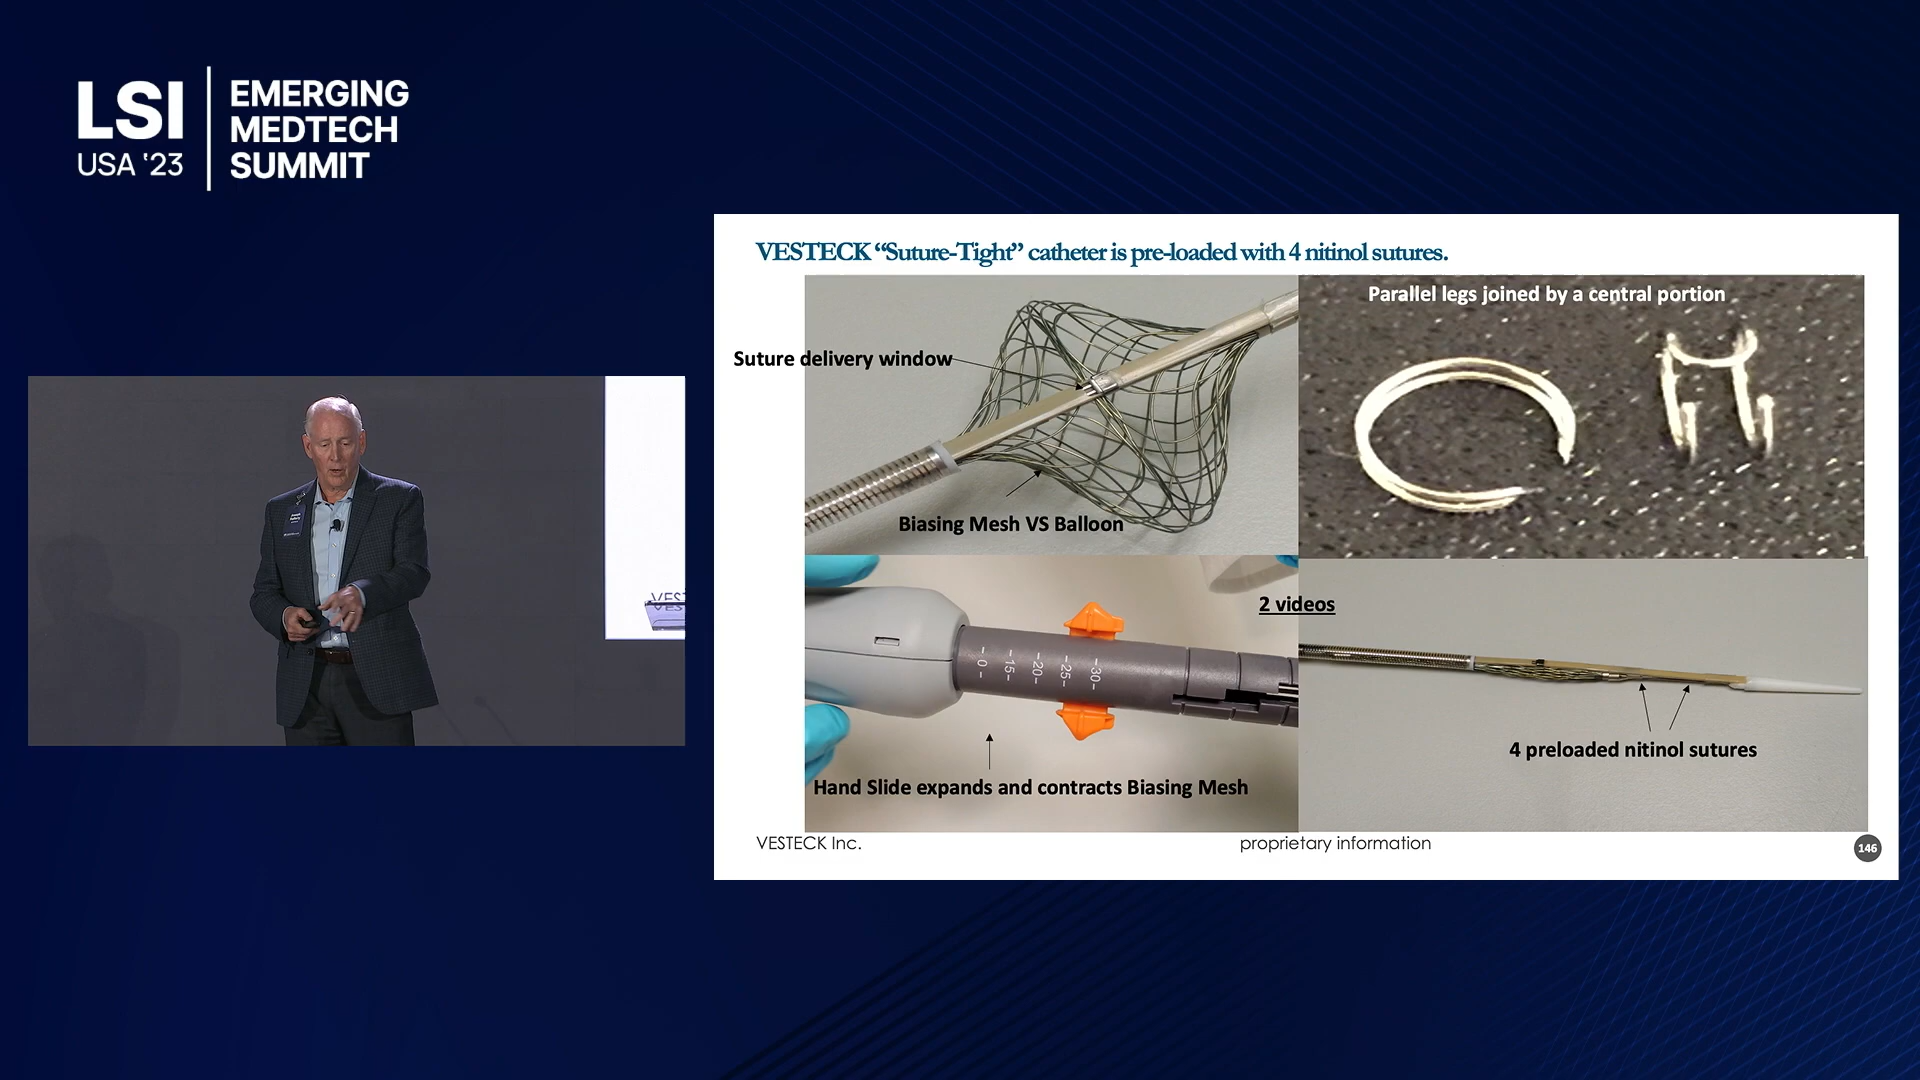 LSI
USA '23
EMERGING
MEDTECH
SUMMIT
VESTECK “Suture-Tight” catheter is pre-loaded with 4 nitinol sutures.
Parallel legs joined by a central portion
Suture delivery window
Biasing Mesh VS Balloon
2 videos
-0-
-15-
-20-
-25-
-30-
4 preloaded nitinol sutures
Hand Slide expands and contracts Biasing Mesh
VESTECK Inc.
proprietary information
146